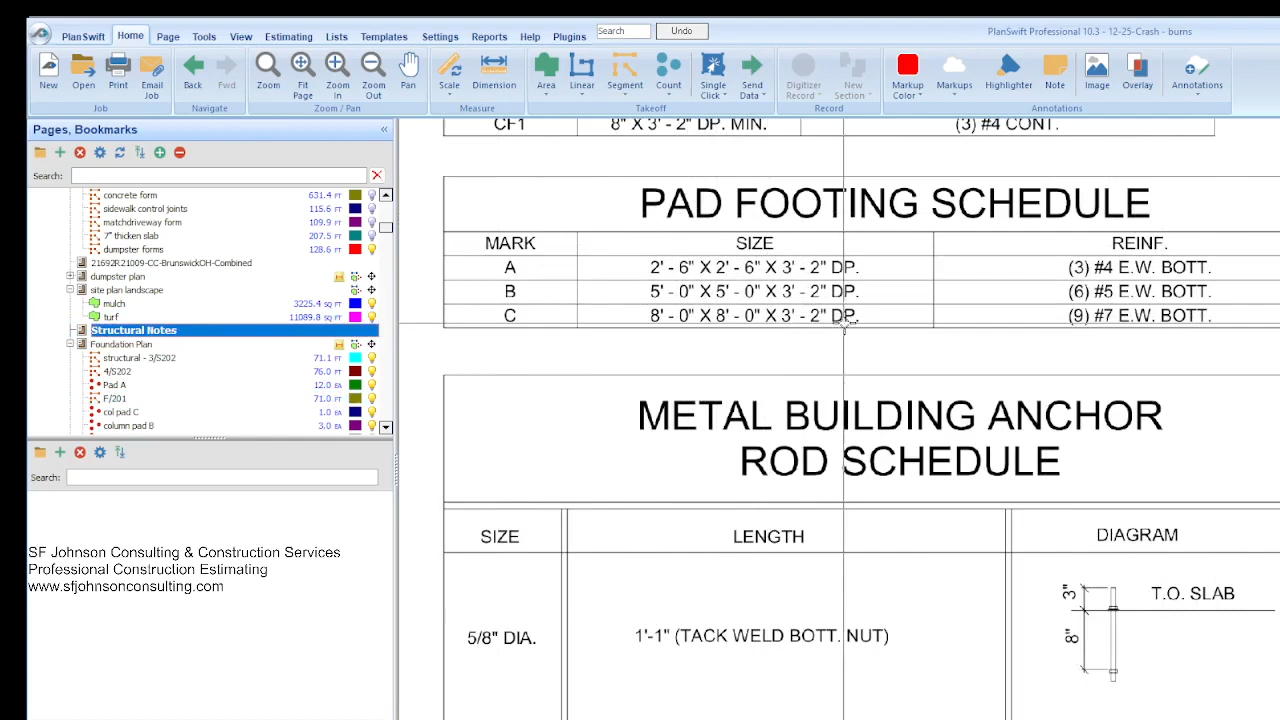 PlanSwift Home Page Tools View Estimating Lists Templates Settings Reports Help Plugins Search Undo PlanSwift Professional 10.3 - 12-25-Crash - burns
New Open Print Email Job Back Fwd Zoom Fit Page Zoom In Zoom Out Pan Scale Dimension Area Linear Segment Count Single Click Send Data Digitizer Record New Section Markup Color Markups Highlighter Note Image Overlay Annotations
Job Navigate Zoom / Pan Measure Takeoff Record Annotations
Pages, Bookmarks
Search:
concrete form 631.4 FT
sidewalk control joints 115.6 FT
matchdriveway form 109.9 FT
7" thicken slab 207.5 FT
dumpster forms 128.6 FT
21692R21009-CC-BrunswickOH-Combined
dumpster plan
site plan landscape
mulch 3225.4 SQ FT
turf 11089.8 SQ FT
Structural Notes
Foundation Plan
structural - 3/S202 71.1 FT
4/S202 76.0 FT
Pad A 12.0 EA
F/201 71.0 FT
col pad C 1.0 EA
column pad B 3.0 EA
Search:
SF Johnson Consulting & Construction Services
Professional Construction Estimating
www.sfjohnsonconsulting.com
CF1 8" X 3' - 2" DP. MIN. (3) #4 CONT.
PAD FOOTING SCHEDULE
MARK SIZE REINF.
A 2' - 6" X 2' - 6" X 3' - 2" DP. (3) #4 E.W. BOTT.
B 5' - 0" X 5' - 0" X 3' - 2" DP. (6) #5 E.W. BOTT.
C 8' - 0" X 8' - 0" X 3' - 2" DP. (9) #7 E.W. BOTT.
METAL BUILDING ANCHOR
ROD SCHEDULE
SIZE LENGTH DIAGRAM
3" T.O. SLAB
8"
5/8" DIA. 1'-1" (TACK WELD BOTT. NUT)